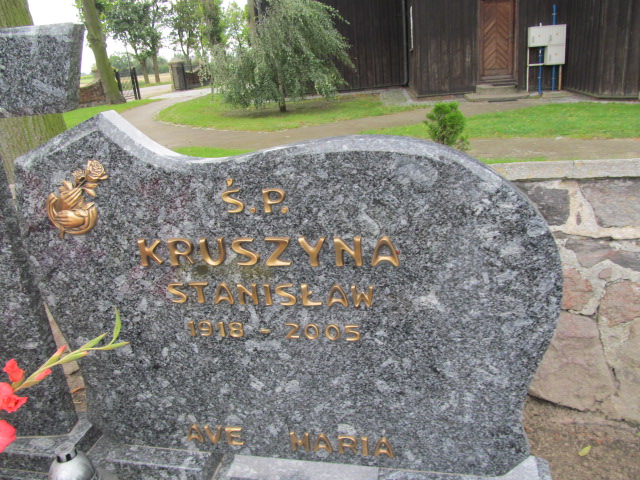 Ś.P.
KRUSZYNA
STANISŁAW
1918 - 2005
AVE MARIA